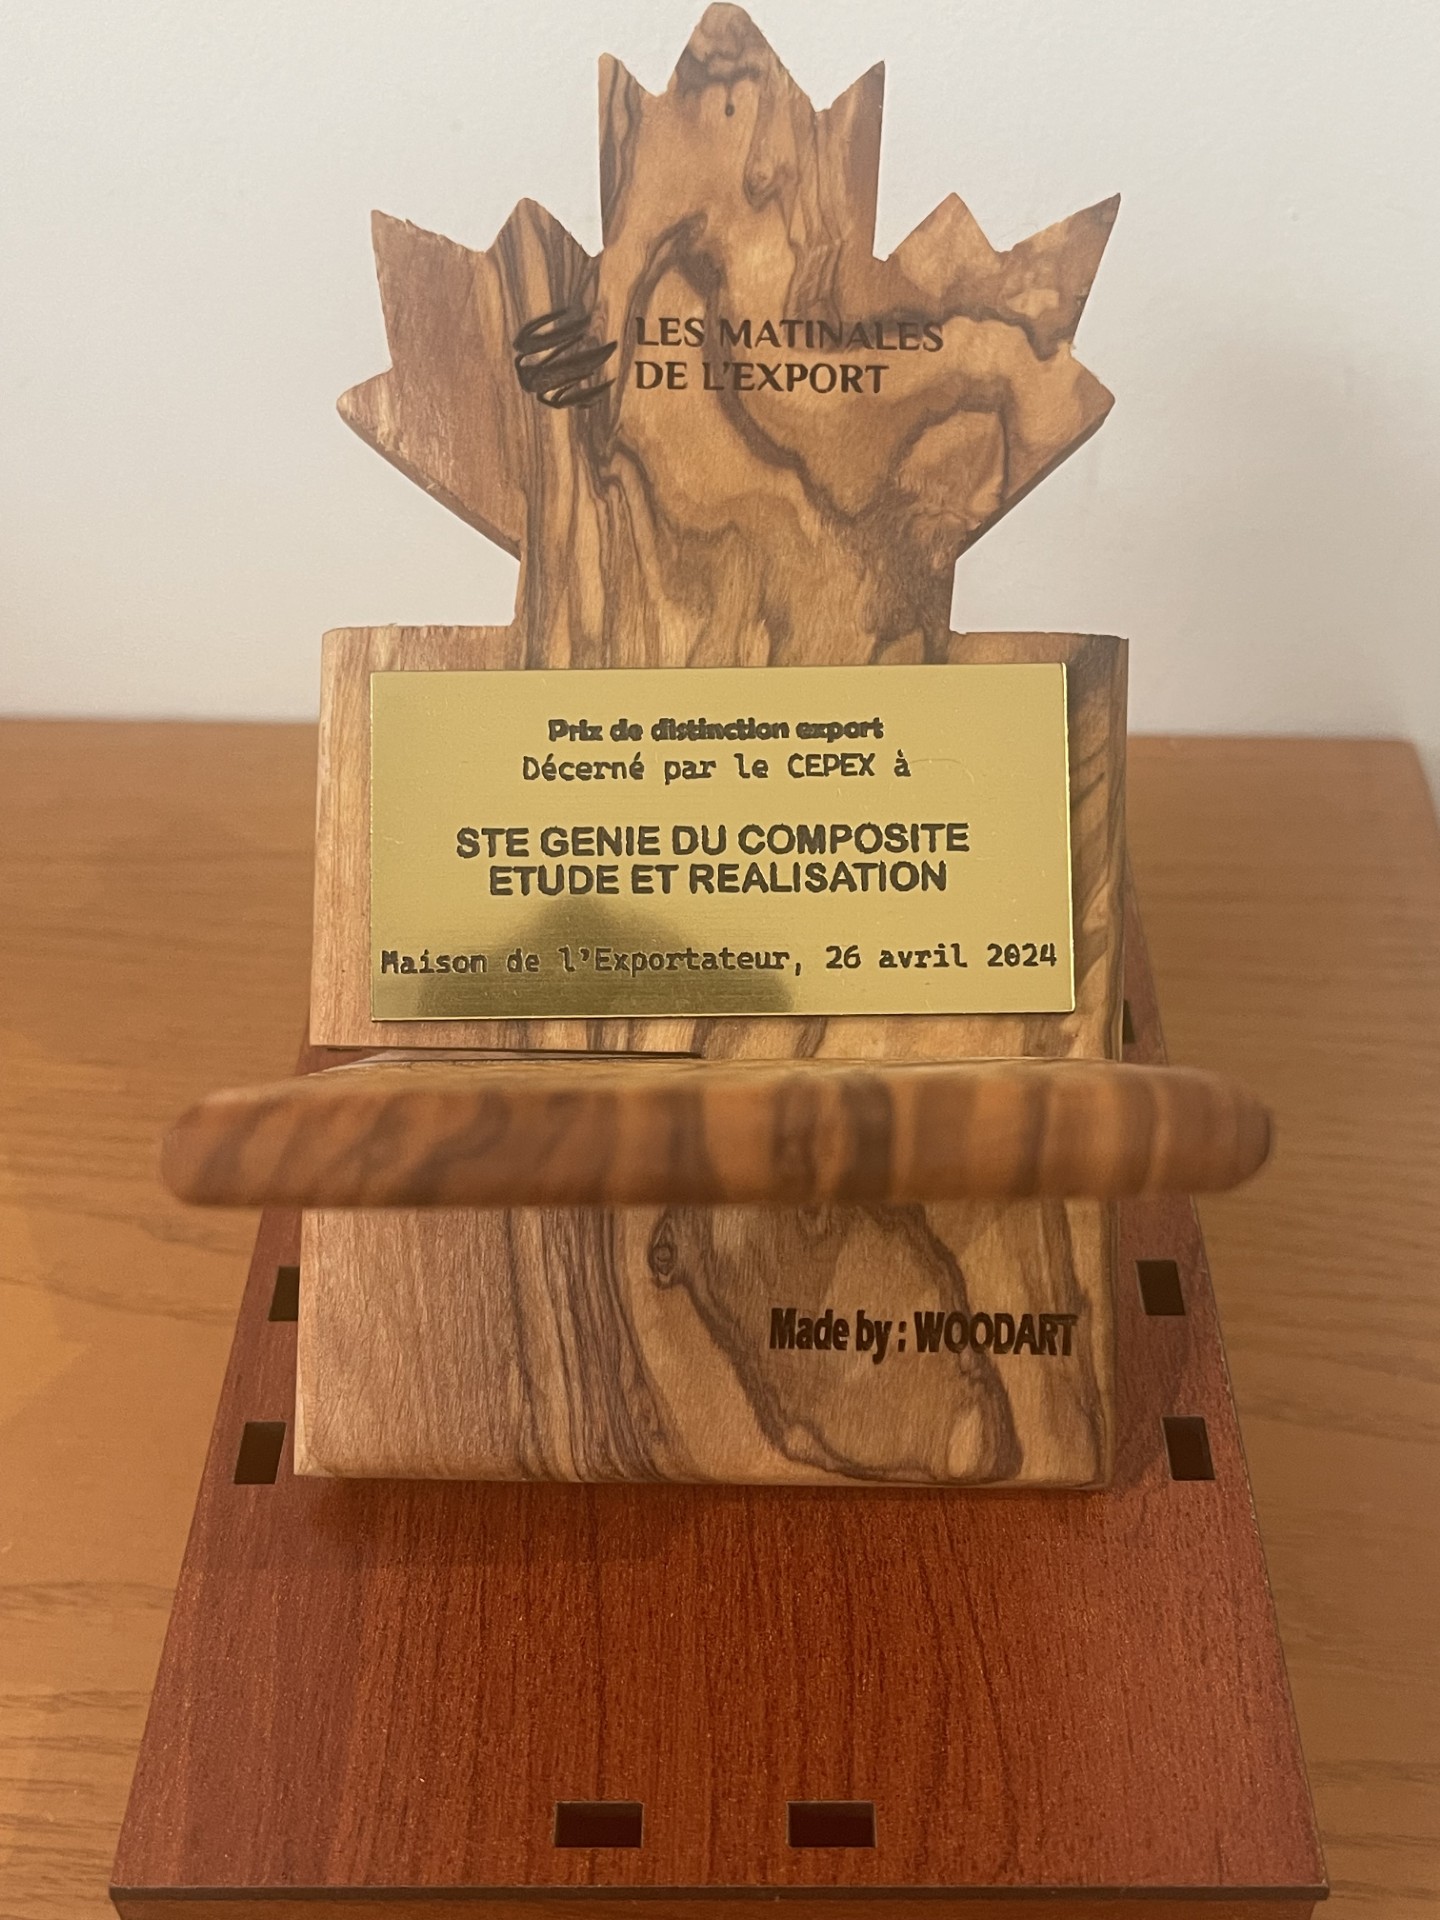 LES MATINALES
DE L'EXPORT
Prix de distinction export
Décerné par le CEPEX à
STE GENIE DU COMPOSITE
ETUDE ET REALISATION
Maison de l'Exportateur, 26 avril 2024
Made by : WOODART